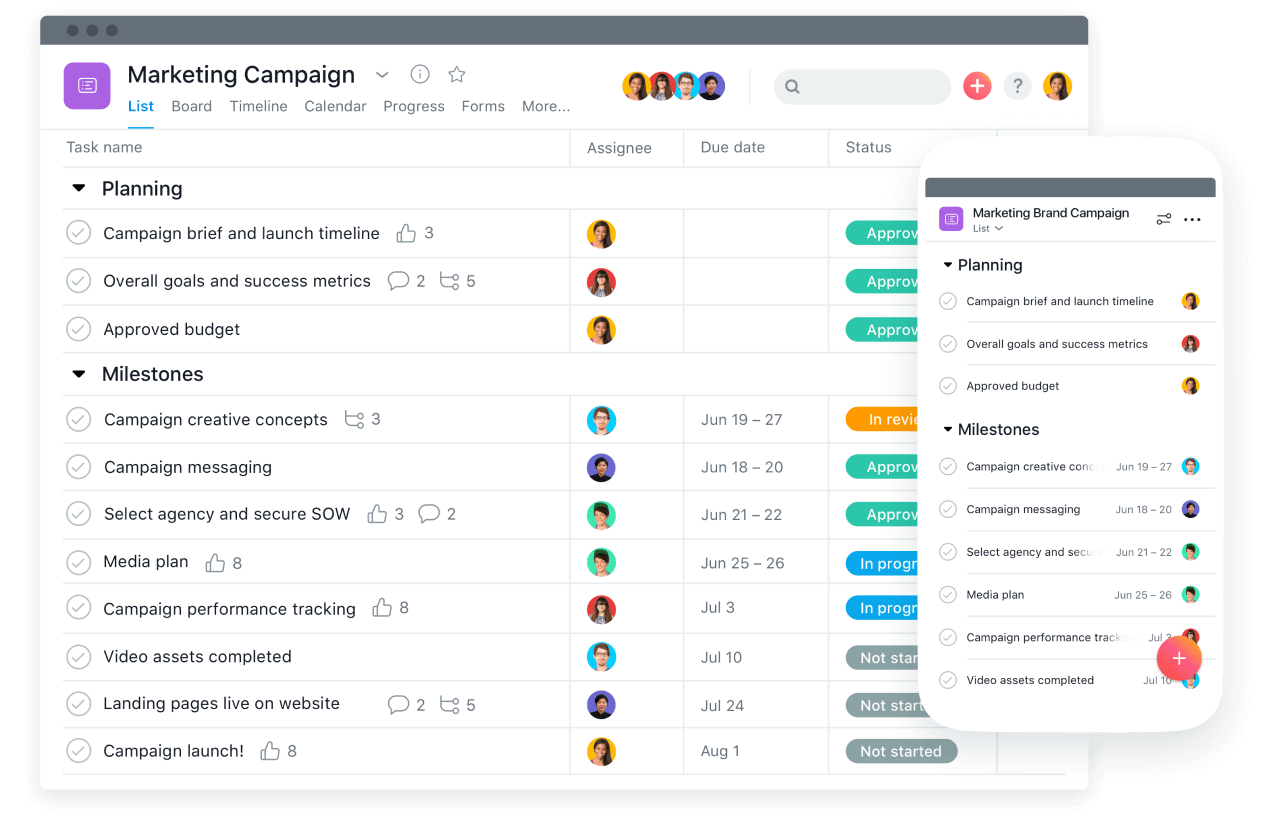 Marketing Campaign
List Board Timeline Calendar Progress Forms More...
?
Task name Assignee Due date Status
Planning
Campaign brief and launch timeline 3 Approv
Overall goals and success metrics 2 5 Approv
Approved budget Approv
Milestones
Campaign creative concepts 3 Jun 19 – 27 In revie
Campaign messaging Jun 18 – 20 Approv
Select agency and secure SOW 3 2 Jun 21 – 22 Approv
Media plan 8 Jun 25 – 26 In progr
Campaign performance tracking 8 Jul 3 In progr
Video assets completed Jul 10 Not star
Landing pages live on website 2 5 Jul 24 Not start
Campaign launch! 8 Aug 1 Not started
Marketing Brand Campaign
List
Planning
Campaign brief and launch timeline
Overall goals and success metrics
Approved budget
Milestones
Campaign creative conc Jun 19 – 27
Campaign messaging Jun 18 – 20
Select agency and secure Jun 21 – 22
Media plan Jun 25 – 26
Campaign performance tracking Jul 3
Video assets completed Jul 10